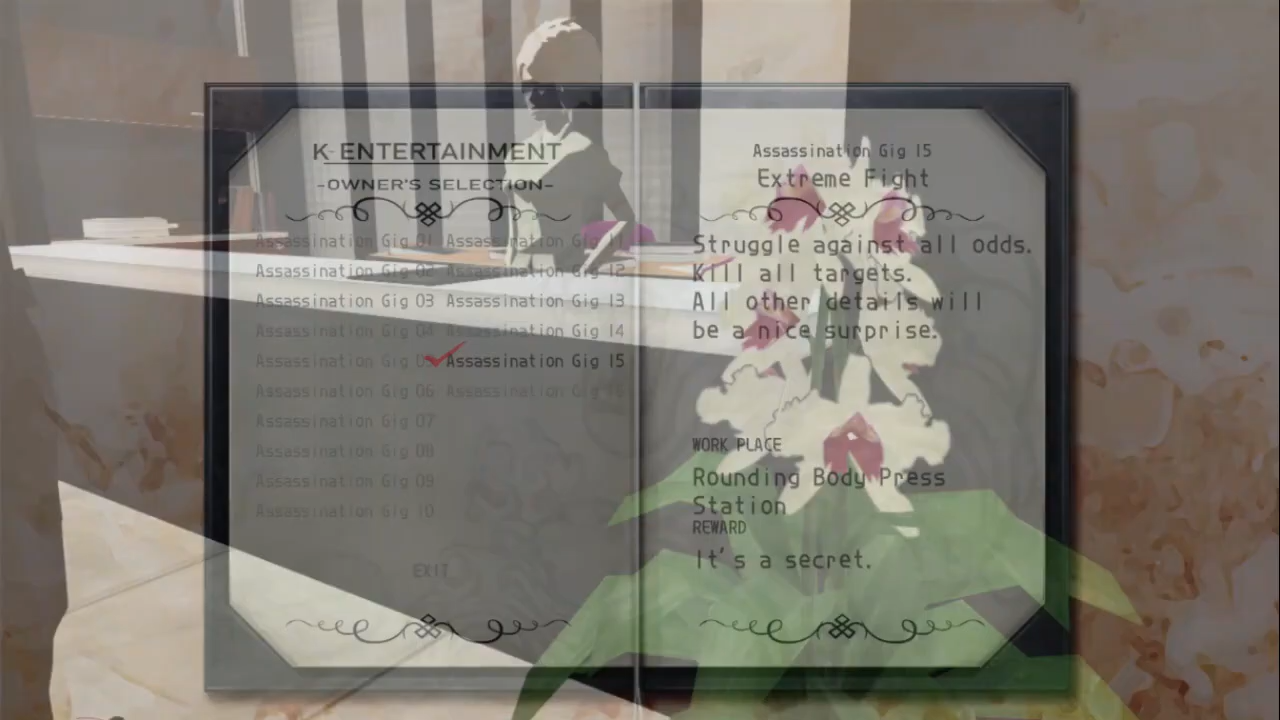 K-ENTERTAINMENT
-OWNER'S SELECTION-
Assassination Gig 01 Assassination Gig 11
Assassination Gig 02 Assassination Gig 12
Assassination Gig 03 Assassination Gig 13
Assassination Gig 04 Assassination Gig 14
Assassination Gig 05 Assassination Gig 15
Assassination Gig 06 Assassination Gig 16
Assassination Gig 07
Assassination Gig 08
Assassination Gig 09
Assassination Gig 10
EXIT
Assassination Gig 15
Extreme Fight
Struggle against all odds.
Kill all targets.
All other details will
be a nice surprise.
WORK PLACE
Rounding Body Press
Station
REWARD
It's a secret.